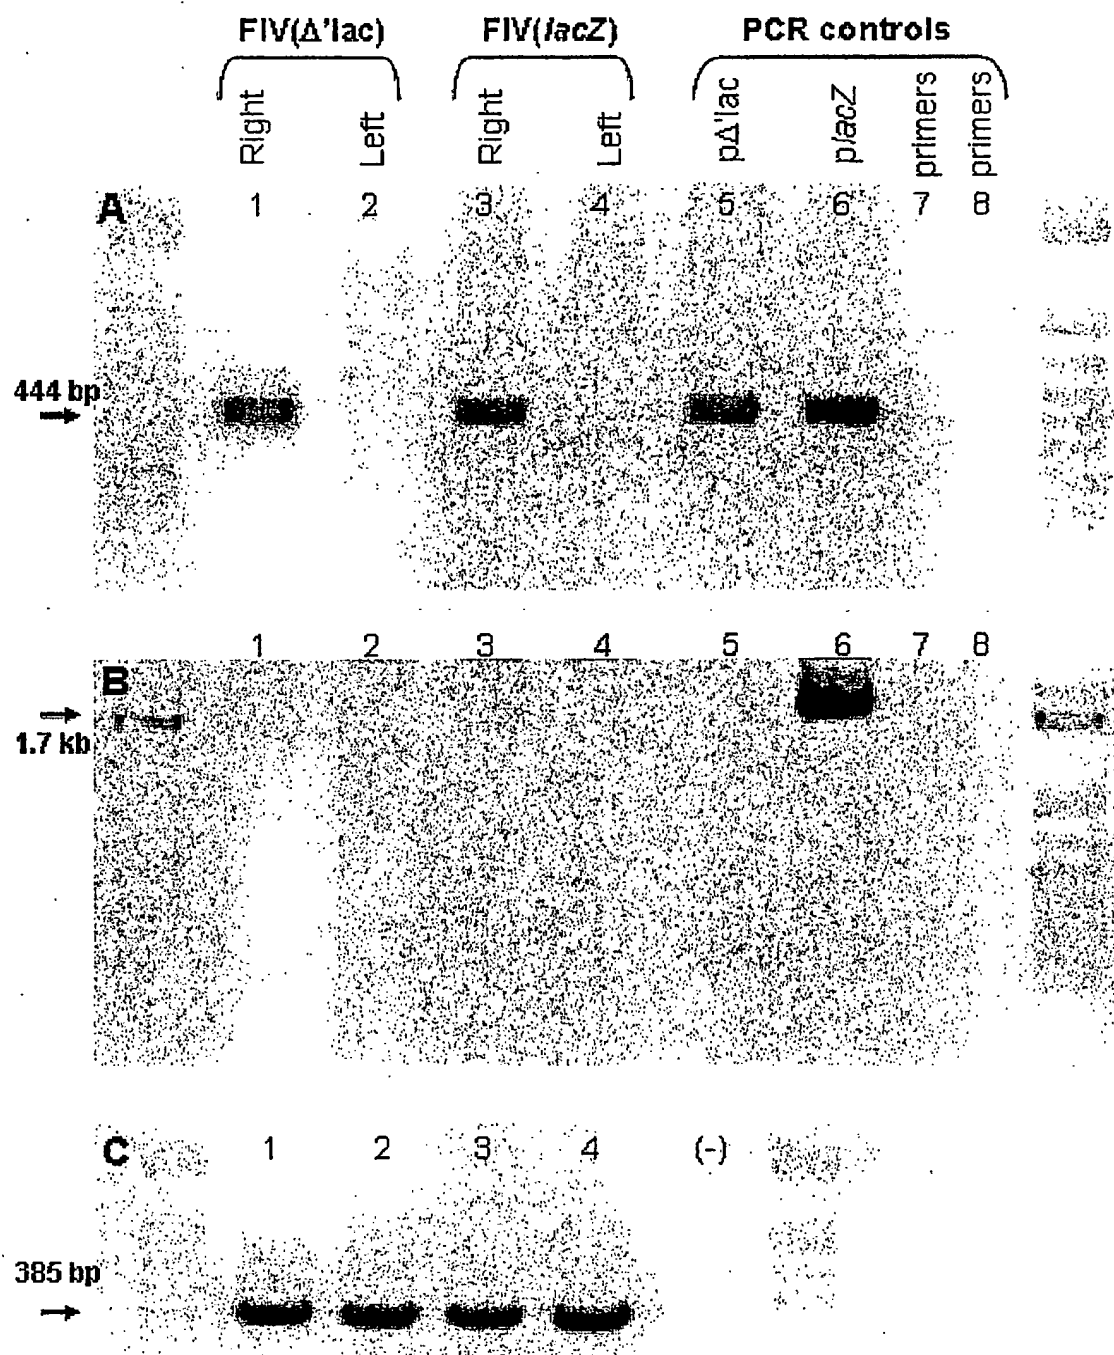 FIV(Δ'lac) FIV(lacZ) PCR controls
Right Left Right Left pΔ'lac placZ primers primers
A 1 2 3 4 5 6 7 8
444 bp
1 2 3 4 5 6 7 8
B
1.7 kb
C 1 2 3 4 (-)
385 bp